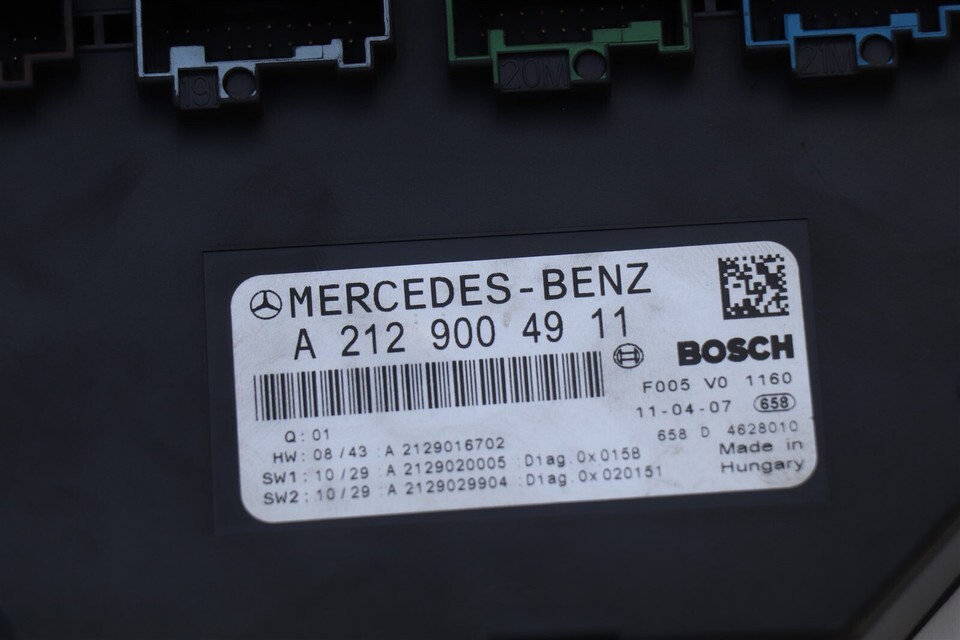 19
20M
21M
MERCEDES-BENZ
A 212 900 49 11
BOSCH
F005 V0 1160
11-04-07 658
658 D 4628010
Made in
Hungary
Q: 01
HW: 08/43 :A 2129016702
SW1: 10/29 :A 2129020005 :Diag.0x015B
SW2: 10/29 :A 2129029904 :Diag.0x020151